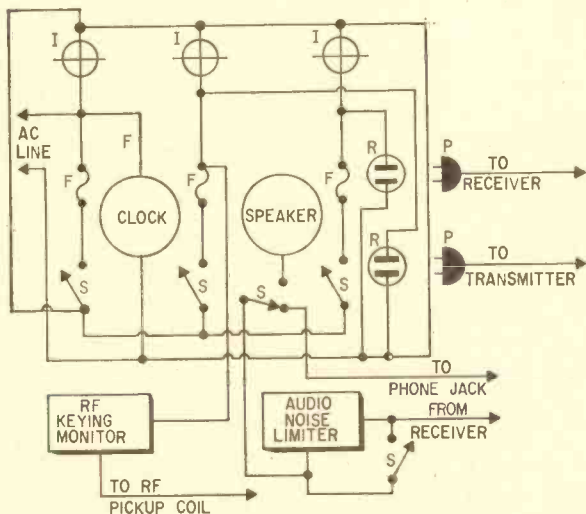 I
I
I
AC
LINE
F
F
CLOCK
F
SPEAKER
F
R
P
TO
RECEIVER
R
P
TO
TRANSMITTER
S
S
S
S
TO
PHONE JACK
RF
KEYING
MONITOR
AUDIO
NOISE
LIMITER
FROM
RECEIVER
S
TO RF
PICKUP COIL